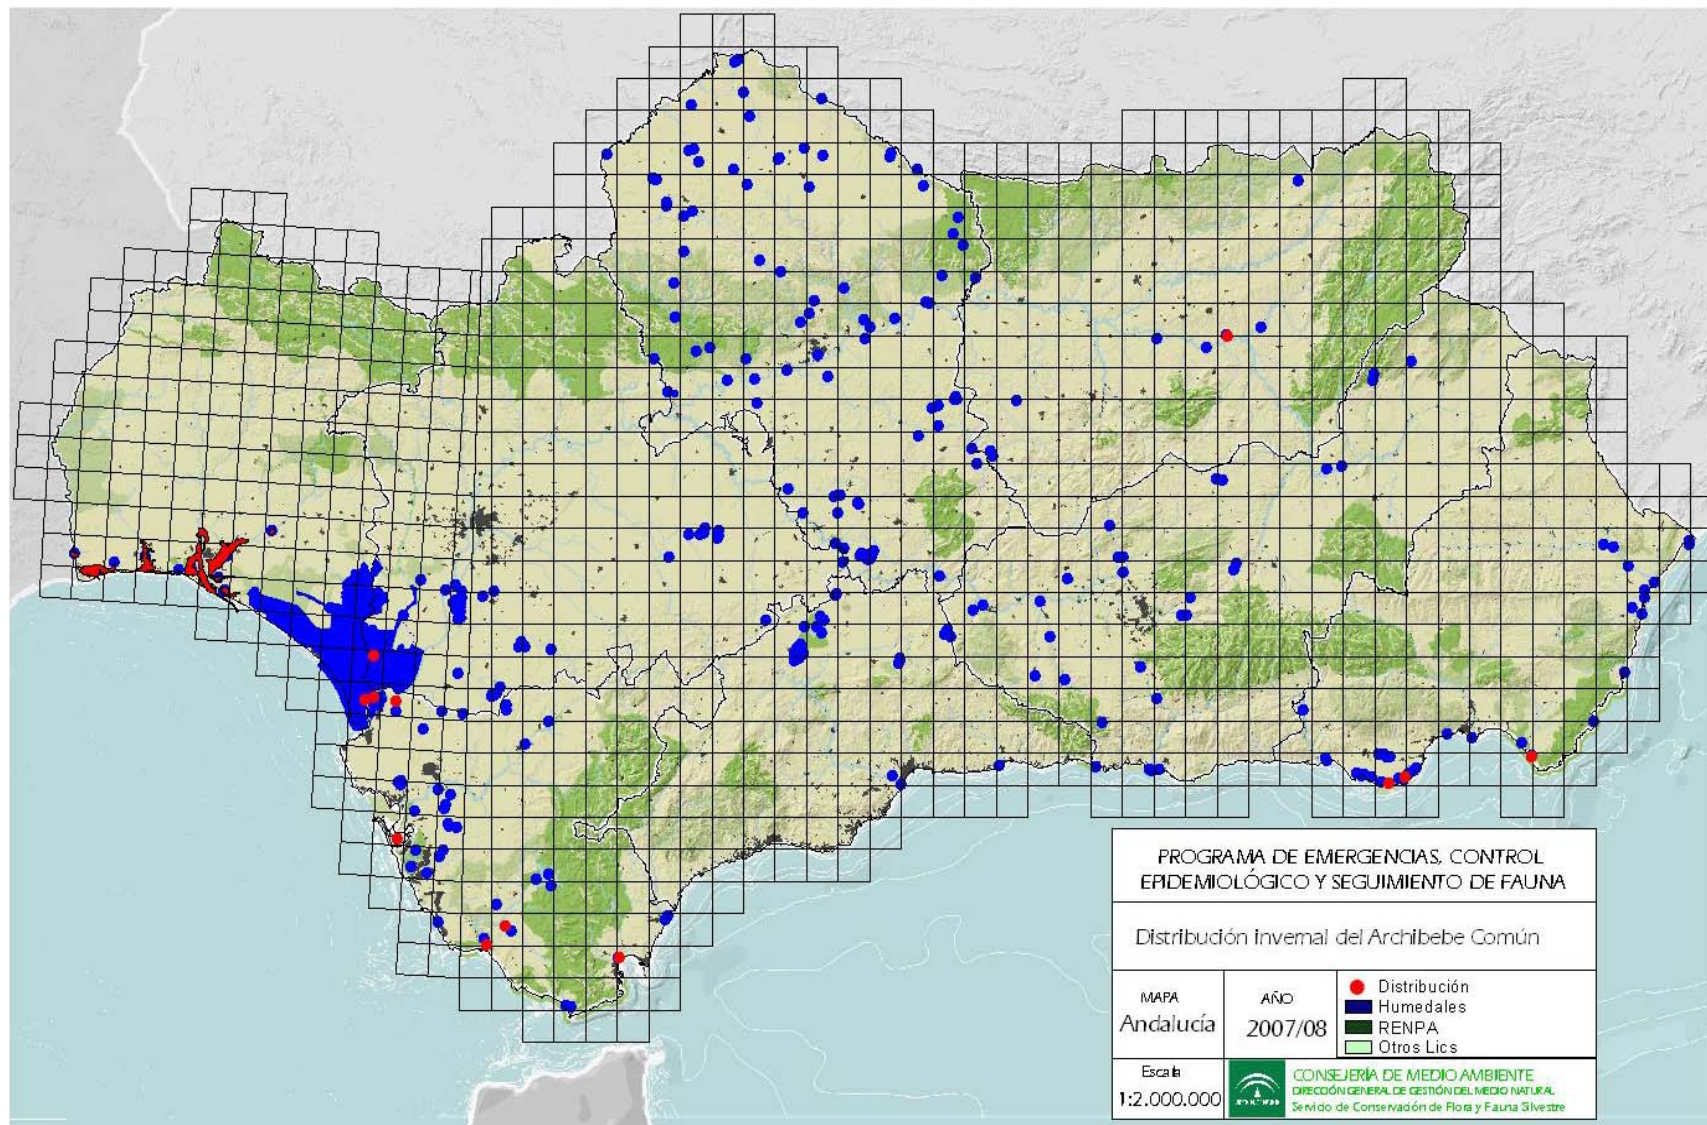 PROGRAMA DE EMERGENCIAS, CONTROL
EPIDEMIOLÓGICO Y SEGUIMIENTO DE FAUNA
Distribución invernal del Archibebe Común
MAPA
Andalucía
AÑO
2007/08
Distribución
Humedales
RENPA
Otros Lics
Escala
1:2.000.000
CONSEJERÍA DE MEDIO AMBIENTE
DIRECCIÓN GENERAL DE GESTIÓN DEL MEDIO NATURAL
Servicio de Conservación de Flora y Fauna Silvestre